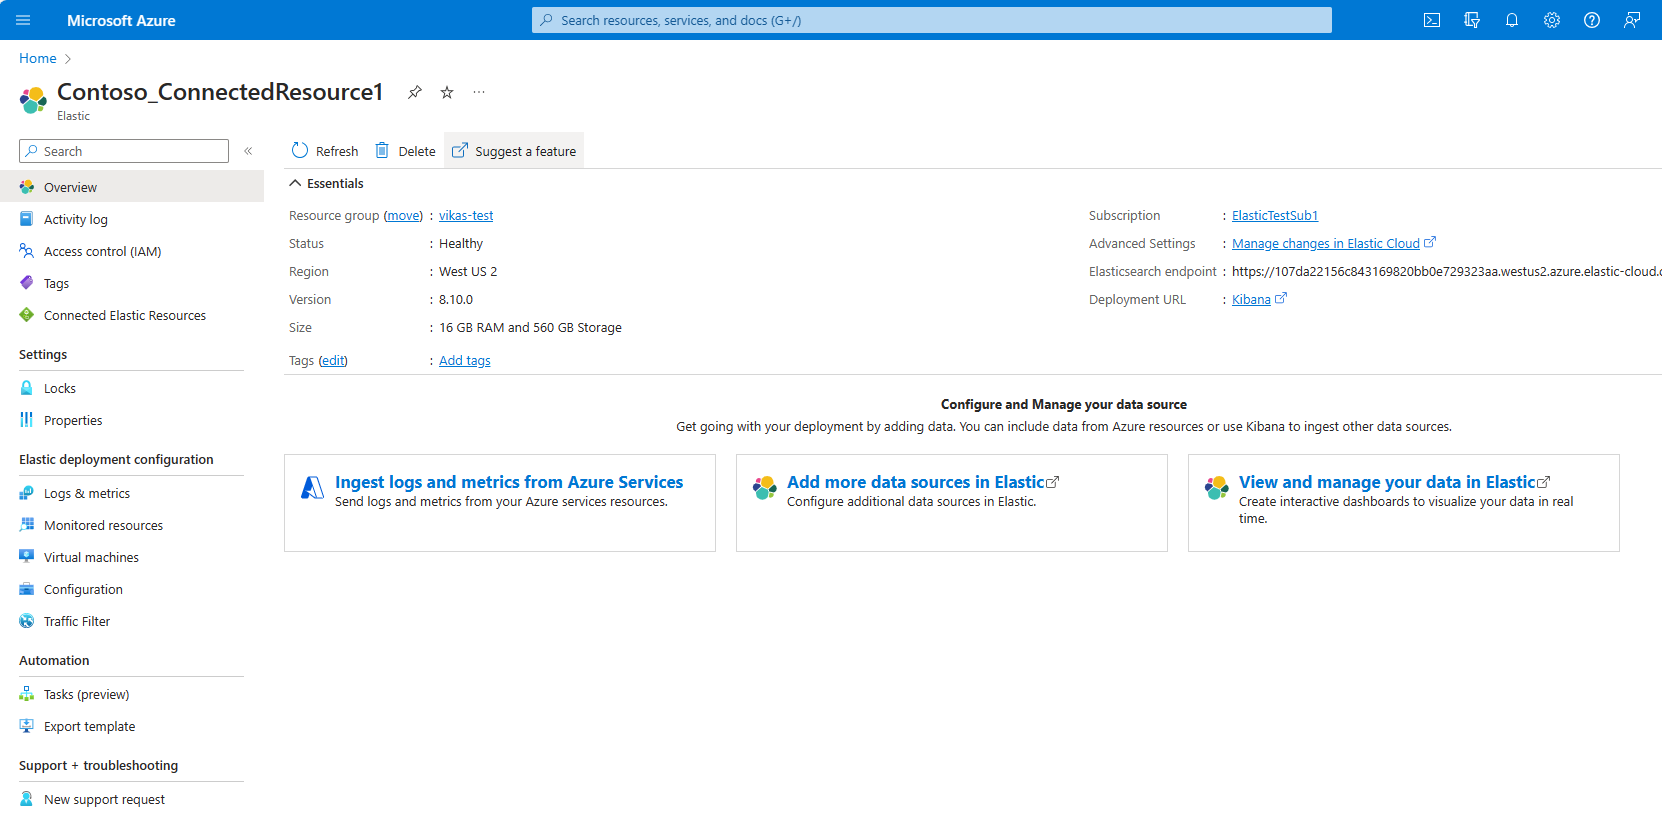 Microsoft Azure
Search resources, services, and docs (G+/)
Home
Contoso_ConnectedResource1
Elastic
Search
Refresh
Delete
Suggest a feature
Overview
Activity log
Access control (IAM)
Tags
Connected Elastic Resources
Settings
Locks
Properties
Elastic deployment configuration
Logs & metrics
Monitored resources
Virtual machines
Configuration
Traffic Filter
Automation
Tasks (preview)
Export template
Support + troubleshooting
New support request
Essentials
Resource group (move) : vikas-test
Status : Healthy
Region : West US 2
Version : 8.10.0
Size : 16 GB RAM and 560 GB Storage
Tags (edit) : Add tags
Subscription : ElasticTestSub1
Advanced Settings : Manage changes in Elastic Cloud
Elasticsearch endpoint : https://107da22156c843169820bb0e729323aa.westus2.azure.elastic-cloud.
Deployment URL : Kibana
Configure and Manage your data source
Get going with your deployment by adding data. You can include data from Azure resources or use Kibana to ingest other data sources.
Ingest logs and metrics from Azure Services
Send logs and metrics from your Azure services resources.
Add more data sources in Elastic
Configure additional data sources in Elastic.
View and manage your data in Elastic
Create interactive dashboards to visualize your data in real
time.